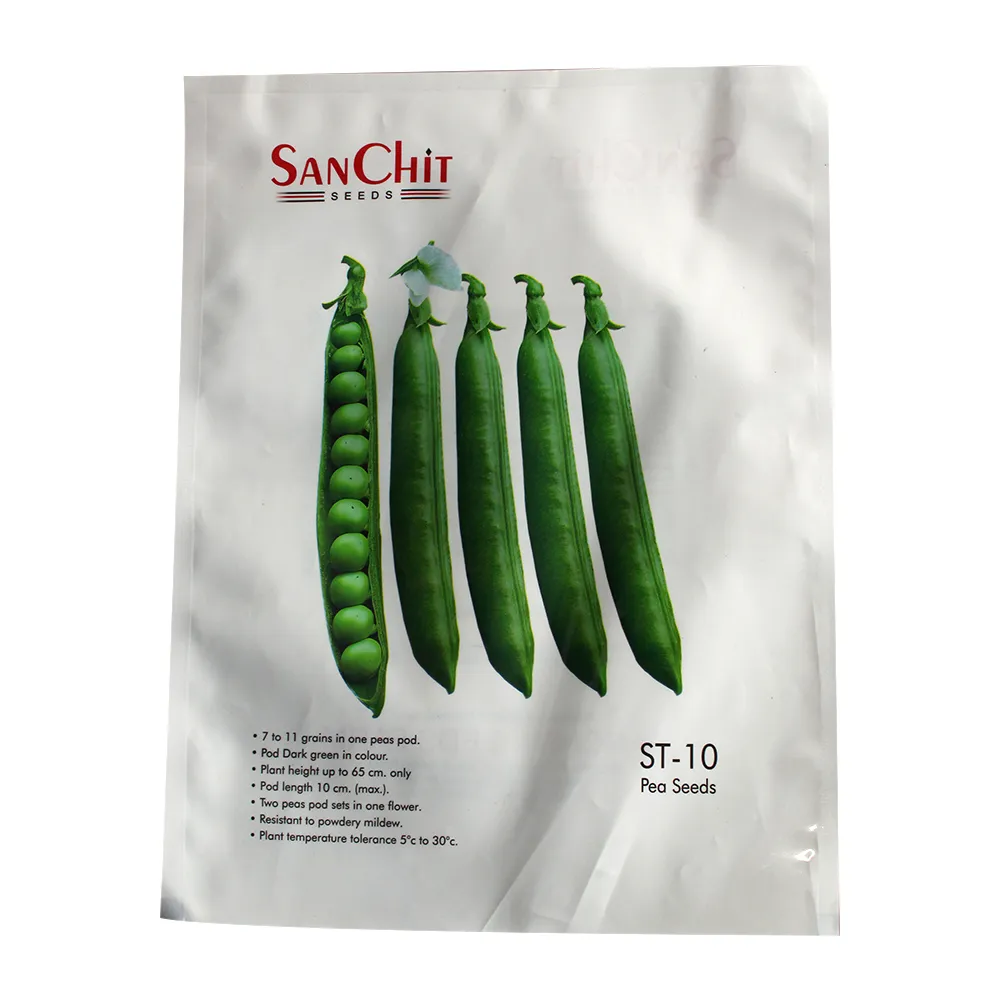 SANCHIT
SEEDS
• 7 to 11 grains in one peas pod.
• Pod Dark green in colour.
• Plant height up to 65 cm. only
• Pod length 10 cm. (max.).
• Two peas pod sets in one flower.
• Resistant to powdery mildew.
• Plant temperature tolerance 5°c to 30°c.
ST-10
Pea Seeds